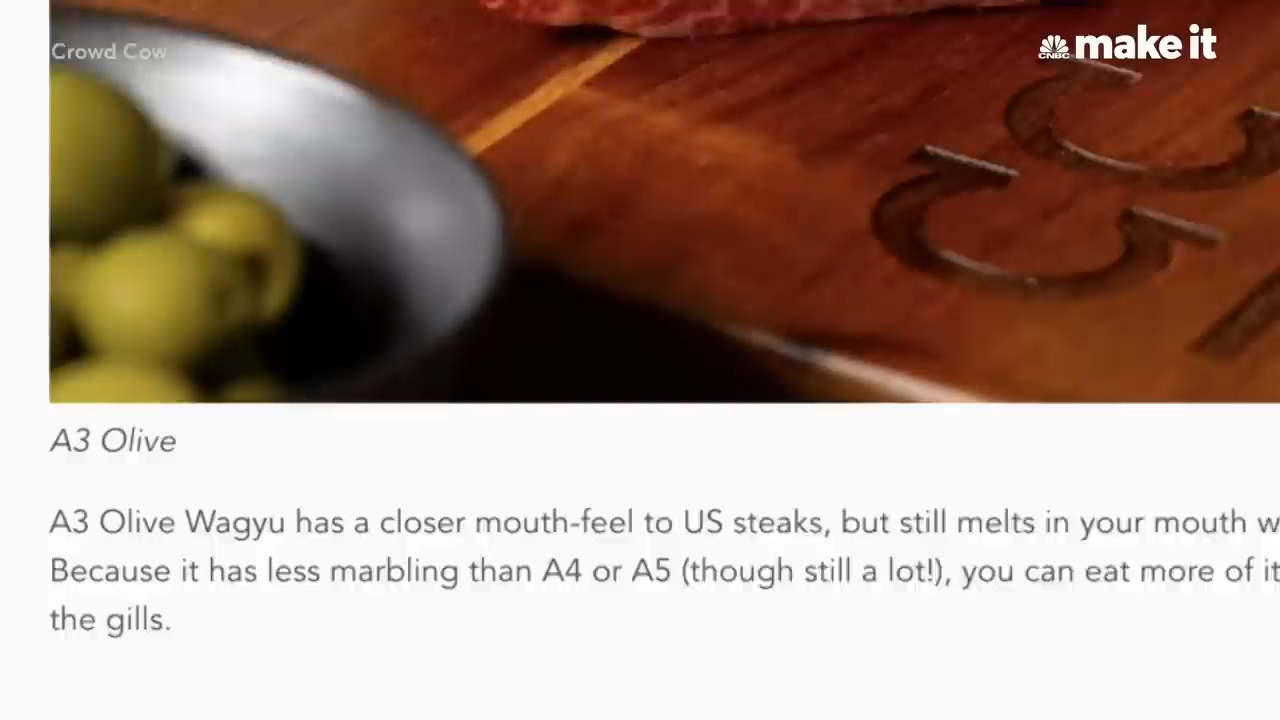 Crowd Cow
CNBC make it
A3 Olive
A3 Olive Wagyu has a closer mouth-feel to US steaks, but still melts in your mouth w
Because it has less marbling than A4 or A5 (though still a lot!), you can eat more of it
the gills.